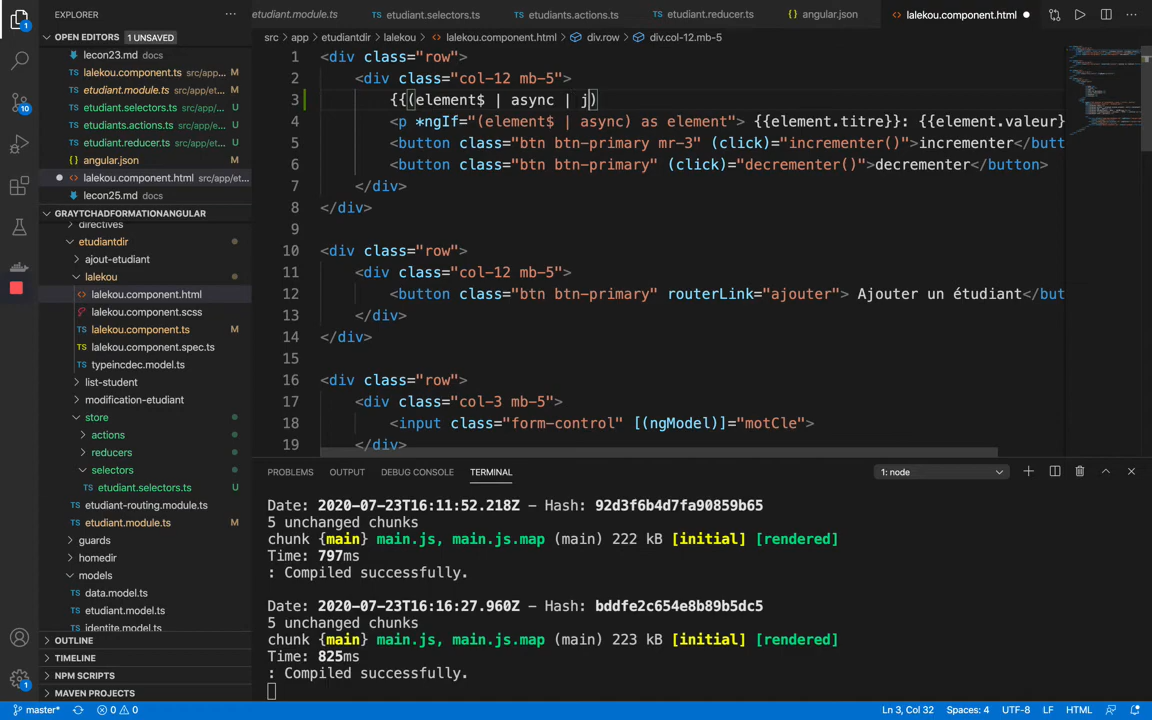 EXPLORER
etudiant.module.ts
etudiant.selectors.ts
etudiants.actions.ts
etudiant.reducer.ts
angular.json
lalekou.component.html
OPEN EDITORS 1 UNSAVED
src › app › etudiantdir › lalekou › lalekou.component.html › div.row › div.col-12.mb-5
lecon23.md docs
lalekou.component.ts src/app...
etudiant.module.ts src/app/et...
etudiant.selectors.ts src/ap...
etudiants.actions.ts src/app...
etudiant.reducer.ts src/app/...
angular.json
lalekou.component.html src/app/et...
lecon25.md docs
GRAYTCHADFORMATIONANGULAR
directives
etudiantdir
ajout-etudiant
lalekou
lalekou.component.html
lalekou.component.scss
lalekou.component.ts M
lalekou.component.spec.ts
typeincdec.model.ts
list-student
modification-etudiant
store
actions
reducers
selectors
etudiant.selectors.ts U
etudiant-routing.module.ts
etudiant.module.ts M
guards
homedir
models
data.model.ts
etudiant.model.ts
identite.model.ts
OUTLINE
TIMELINE
NPM SCRIPTS
MAVEN PROJECTS
1 <div class="row">
2 <div class="col-12 mb-5">
3 {{(element$ | async | j)
4 <p *ngIf="(element$ | async) as element"> {{element.titre}}: {{element.valeur}
5 <button class="btn btn-primary mr-3" (click)="incrementer()">incrementer</butt
6 <button class="btn btn-primary" (click)="decrementer()">decrementer</button>
7 </div>
8 </div>
9
10 <div class="row">
11 <div class="col-12 mb-5">
12 <button class="btn btn-primary" routerLink="ajouter"> Ajouter un étudiant</but
13 </div>
14 </div>
15
16 <div class="row">
17 <div class="col-3 mb-5">
18 <input class="form-control" [(ngModel)]="motCle">
19 </div>
PROBLEMS OUTPUT DEBUG CONSOLE TERMINAL 1: node
Date: 2020-07-23T16:11:52.218Z - Hash: 92d3f6b4d7fa90859b65
5 unchanged chunks
chunk {main} main.js, main.js.map (main) 222 kB [initial] [rendered]
Time: 797ms
: Compiled successfully.
Date: 2020-07-23T16:16:27.960Z - Hash: bddfe2c654e8b89b5dc5
5 unchanged chunks
chunk {main} main.js, main.js.map (main) 223 kB [initial] [rendered]
Time: 825ms
: Compiled successfully.
master* 0 0 Ln 3, Col 32 Spaces: 4 UTF-8 LF HTML